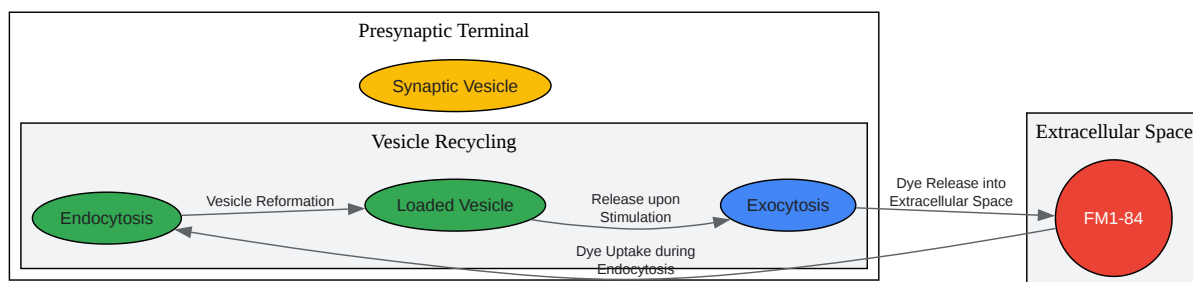 Presynaptic Terminal
Synaptic Vesicle
Vesicle Recycling
Endocytosis
Vesicle Reformation
Loaded Vesicle
Release upon
Stimulation
Exocytosis
Dye Release into
Extracellular Space
Dye Uptake during
Endocytosis
Extracellular Space
FM1-84